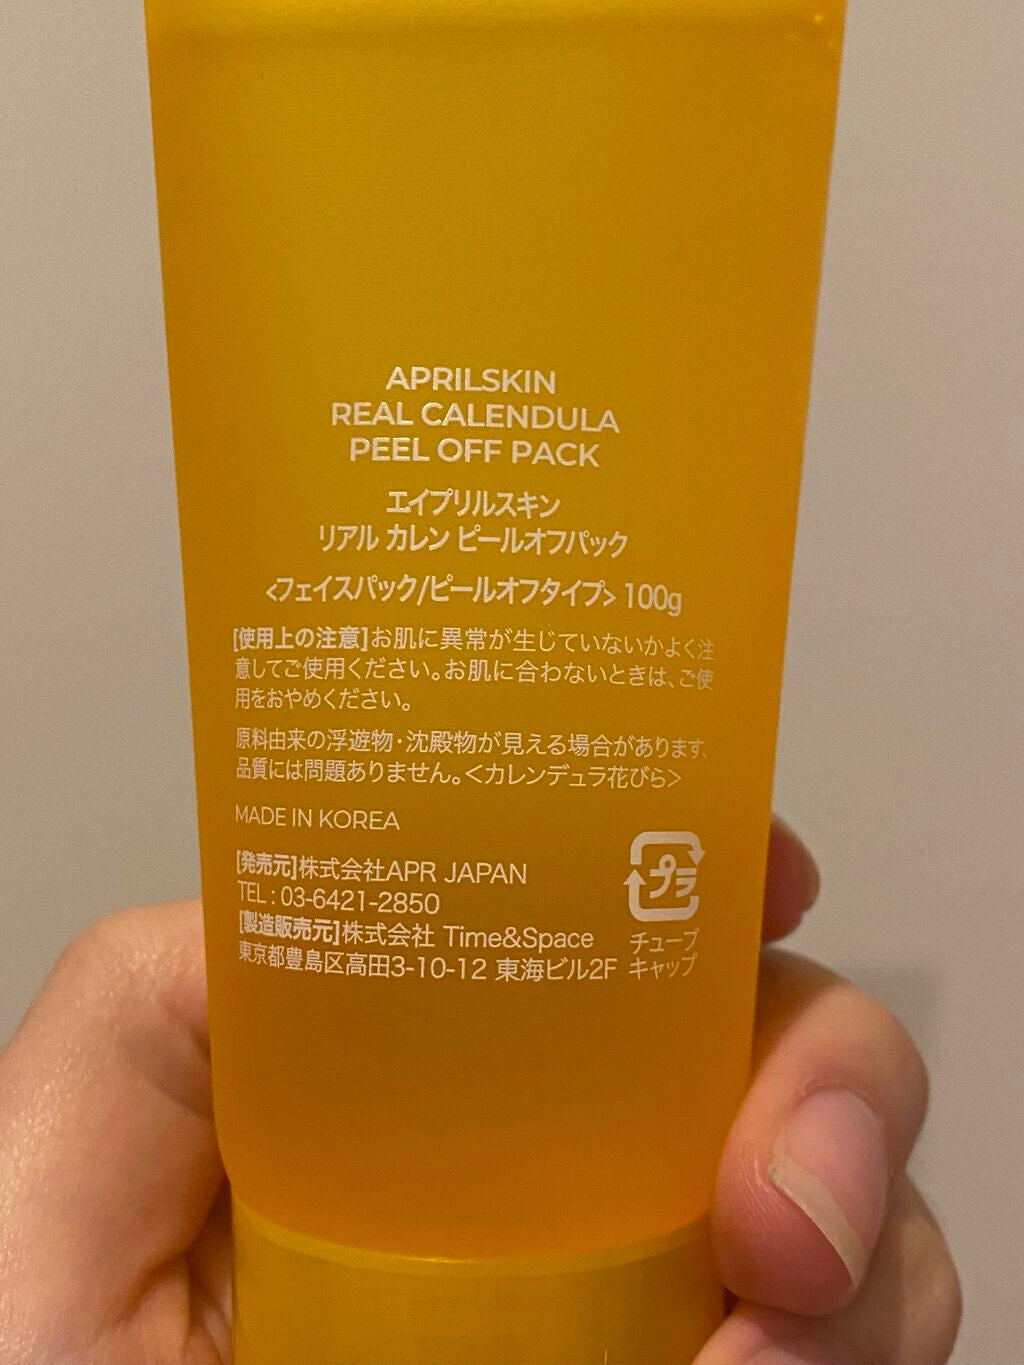 APRILSKIN
REAL CALENDULA
PEEL OFF PACK
エイプリルスキン
リアル カレン ピールオフパック
<フェイスパック/ピールオフタイプ> 100g
[使用上の注意]お肌に異常が生じていないかよく注
意してご使用ください。お肌に合わないときは、ご使
用をおやめください。
原料由来の浮遊物・沈殿物が見える場合があります。
品質には問題ありません。<カレンデュラ花びら>
MADE IN KOREA
[発売元]株式会社APR JAPAN
TEL : 03-6421-2850
[製造販売元]株式会社 Time&Space
東京都豊島区高田3-10-12 東海ビル2F
プラ
チューブ
キャップ